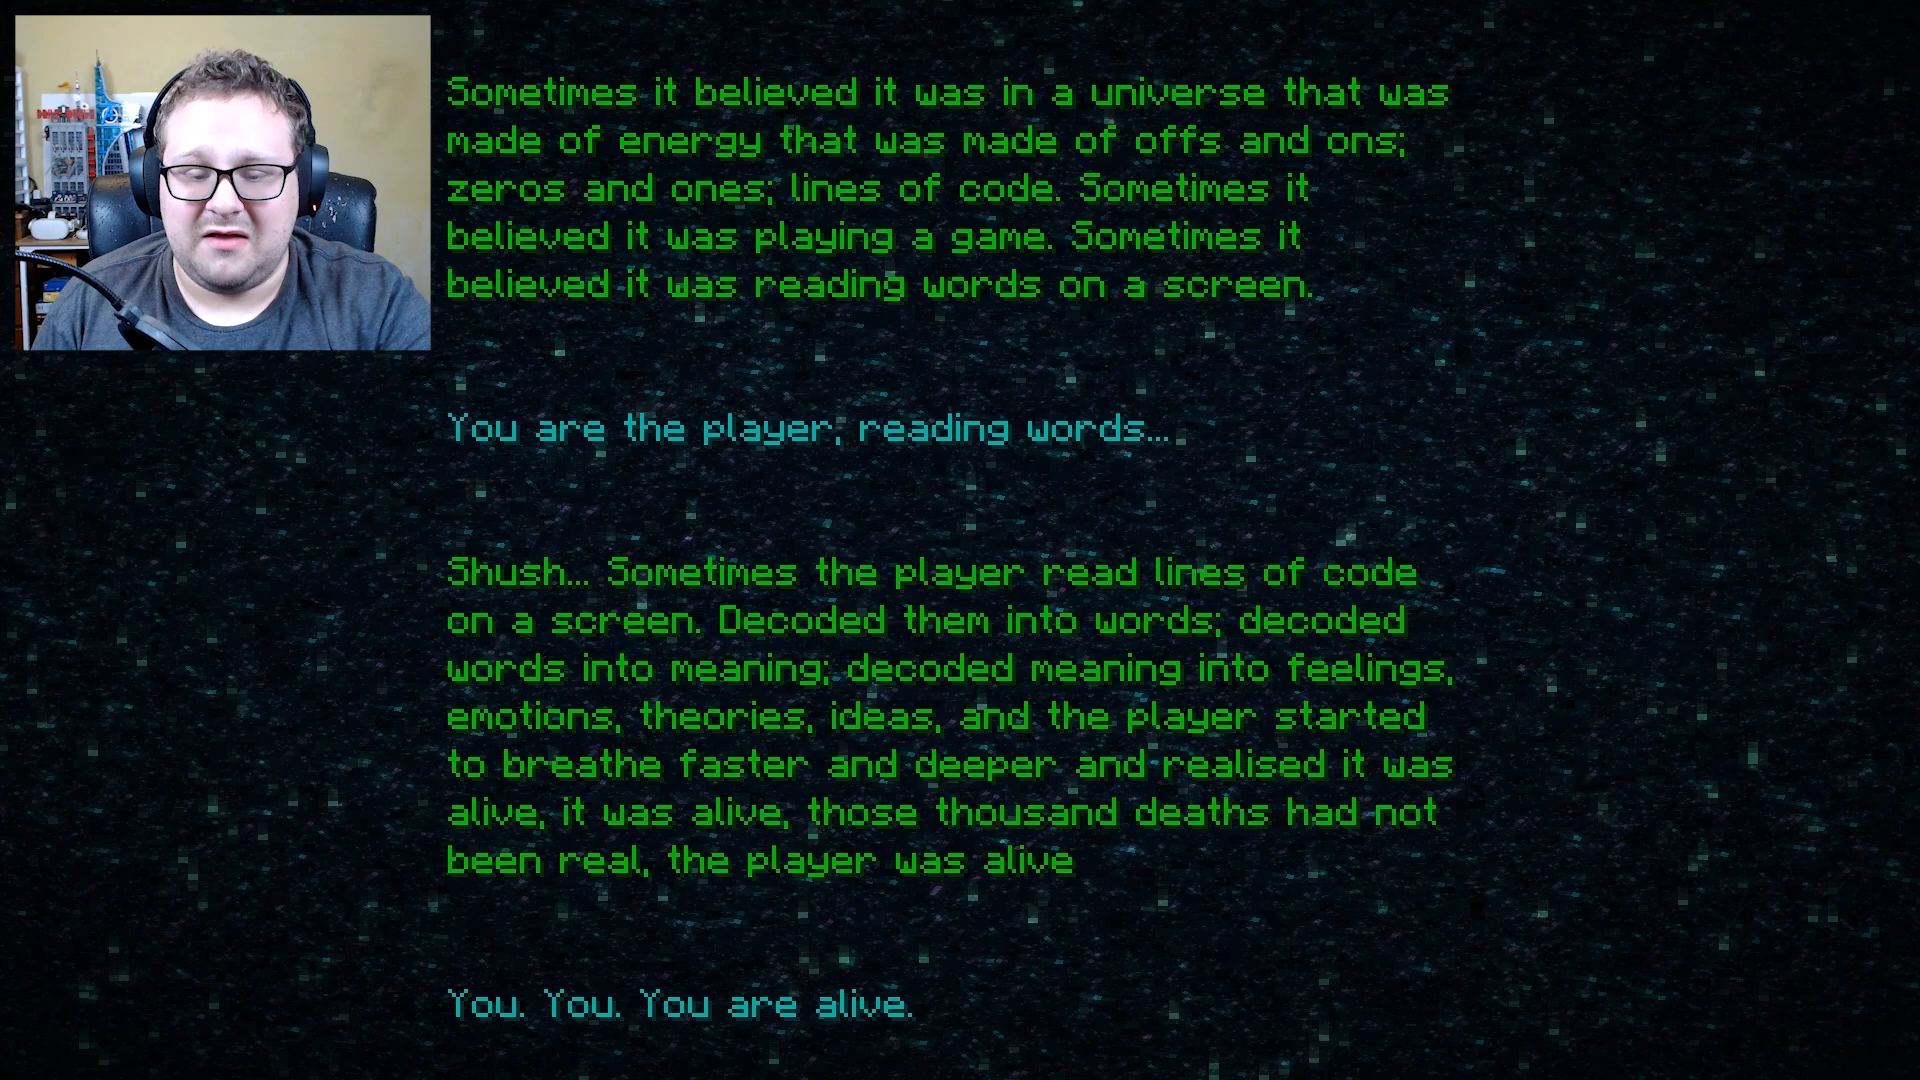 Sometimes it believed it was in a universe that was
made of energy that was made of offs and ons;
zeros and ones; lines of code. Sometimes it
believed it was playing a game. Sometimes it
believed it was reading words on a screen.
You are the player, reading words...
Shush... Sometimes the player read lines of code
on a screen. Decoded them into words; decoded
words into meaning; decoded meaning into feelings,
emotions, theories, ideas, and the player started
to breathe faster and deeper and realised it was
alive, it was alive, those thousand deaths had not
been real, the player was alive
You. You. You are alive.